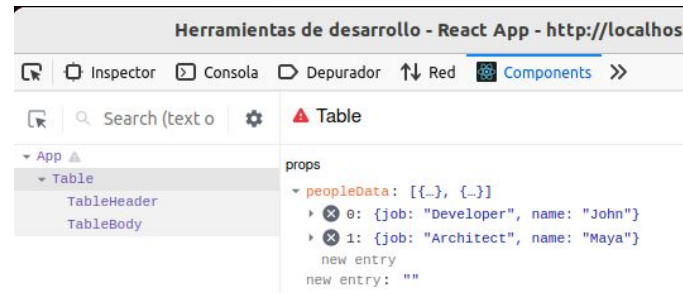 Herramientas de desarrollo - React App - http://localhos
Inspector Consola Depurador Red Components
Search (text o
Table
App
Table
TableHeader
TableBody
props
peopleData: [{…}, {…}]
0: {job: "Developer", name: "John"}
1: {job: "Architect", name: "Maya"}
new entry
new entry: ""